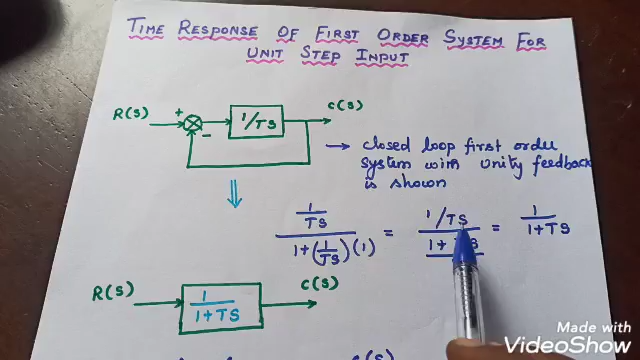 TIME RESPONSE OF FIRST ORDER SYSTEM FOR
UNIT STEP INPUT
R(S) + − 1/TS C(S)
→ closed loop first order
system with unity feedback
is shown
1/TS / 1+(1/TS)(1) = 1/TS / 1+ S = 1 / 1+TS
R(S) 1 / 1+TS C(S)
C(S)
Made with
VideoShow